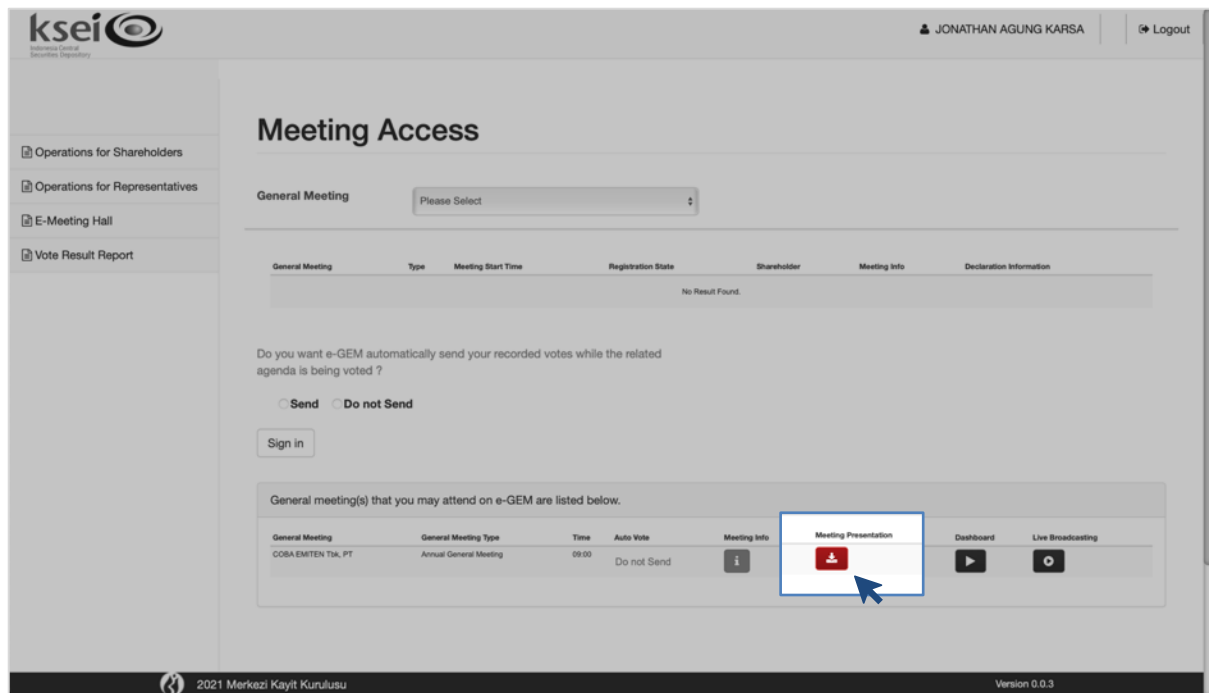 ksei
Indonesia Central
Securities Depository
JONATHAN AGUNG KARSA
Logout
Operations for Shareholders
Operations for Representatives
E-Meeting Hall
Vote Result Report
Meeting Access
General Meeting Please Select
General Meeting Type Meeting Start Time Registration State Shareholder Meeting Info Declaration Information
No Result Found.
Do you want e-GEM automatically send your recorded votes while the related
agenda is being voted ?
Send Do not Send
Sign in
General meeting(s) that you may attend on e-GEM are listed below.
General Meeting General Meeting Type Time Auto Vote Meeting Info Meeting Presentation Dashboard Live Broadcasting
COBA EMITEN Tbk, PT Annual General Meeting 09:00 Do not Send i
2021 Merkezi Kayit Kurulusu Version 0.0.3